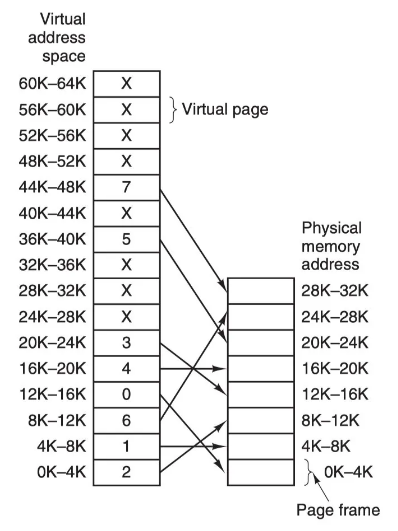 Virtual
address
space
60K–64K X
56K–60K X Virtual page
52K–56K X
48K–52K X
44K–48K 7
40K–44K X
36K–40K 5
32K–36K X
28K–32K X
24K–28K X
20K–24K 3
16K–20K 4
12K–16K 0
8K–12K 6
4K–8K 1
0K–4K 2
Physical
memory
address
28K–32K
24K–28K
20K–24K
16K–20K
12K–16K
8K–12K
4K–8K
0K–4K
Page frame